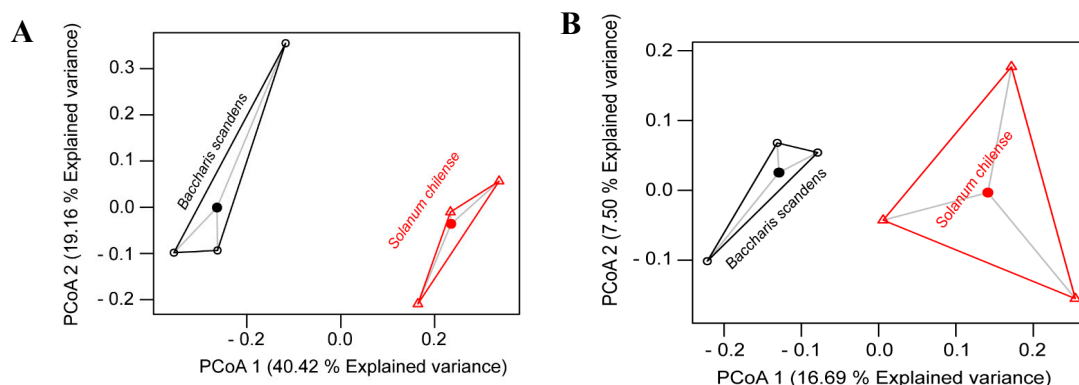 A
PCoA 2 (19.16 % Explained variance)
0.3
0.2
0.1
0.0
- 0.1
- 0.2
Baccharis scandens
Solanum chilense
- 0.2
0.0
0.2
PCoA 1 (40.42 % Explained variance)
B
PCoA 2 (7.50 % Explained variance)
0.2
0.1
0.0
- 0.1
Baccharis scandens
Solanum chilense
- 0.2
- 0.1
0.0
0.1
0.2
PCoA 1 (16.69 % Explained variance)